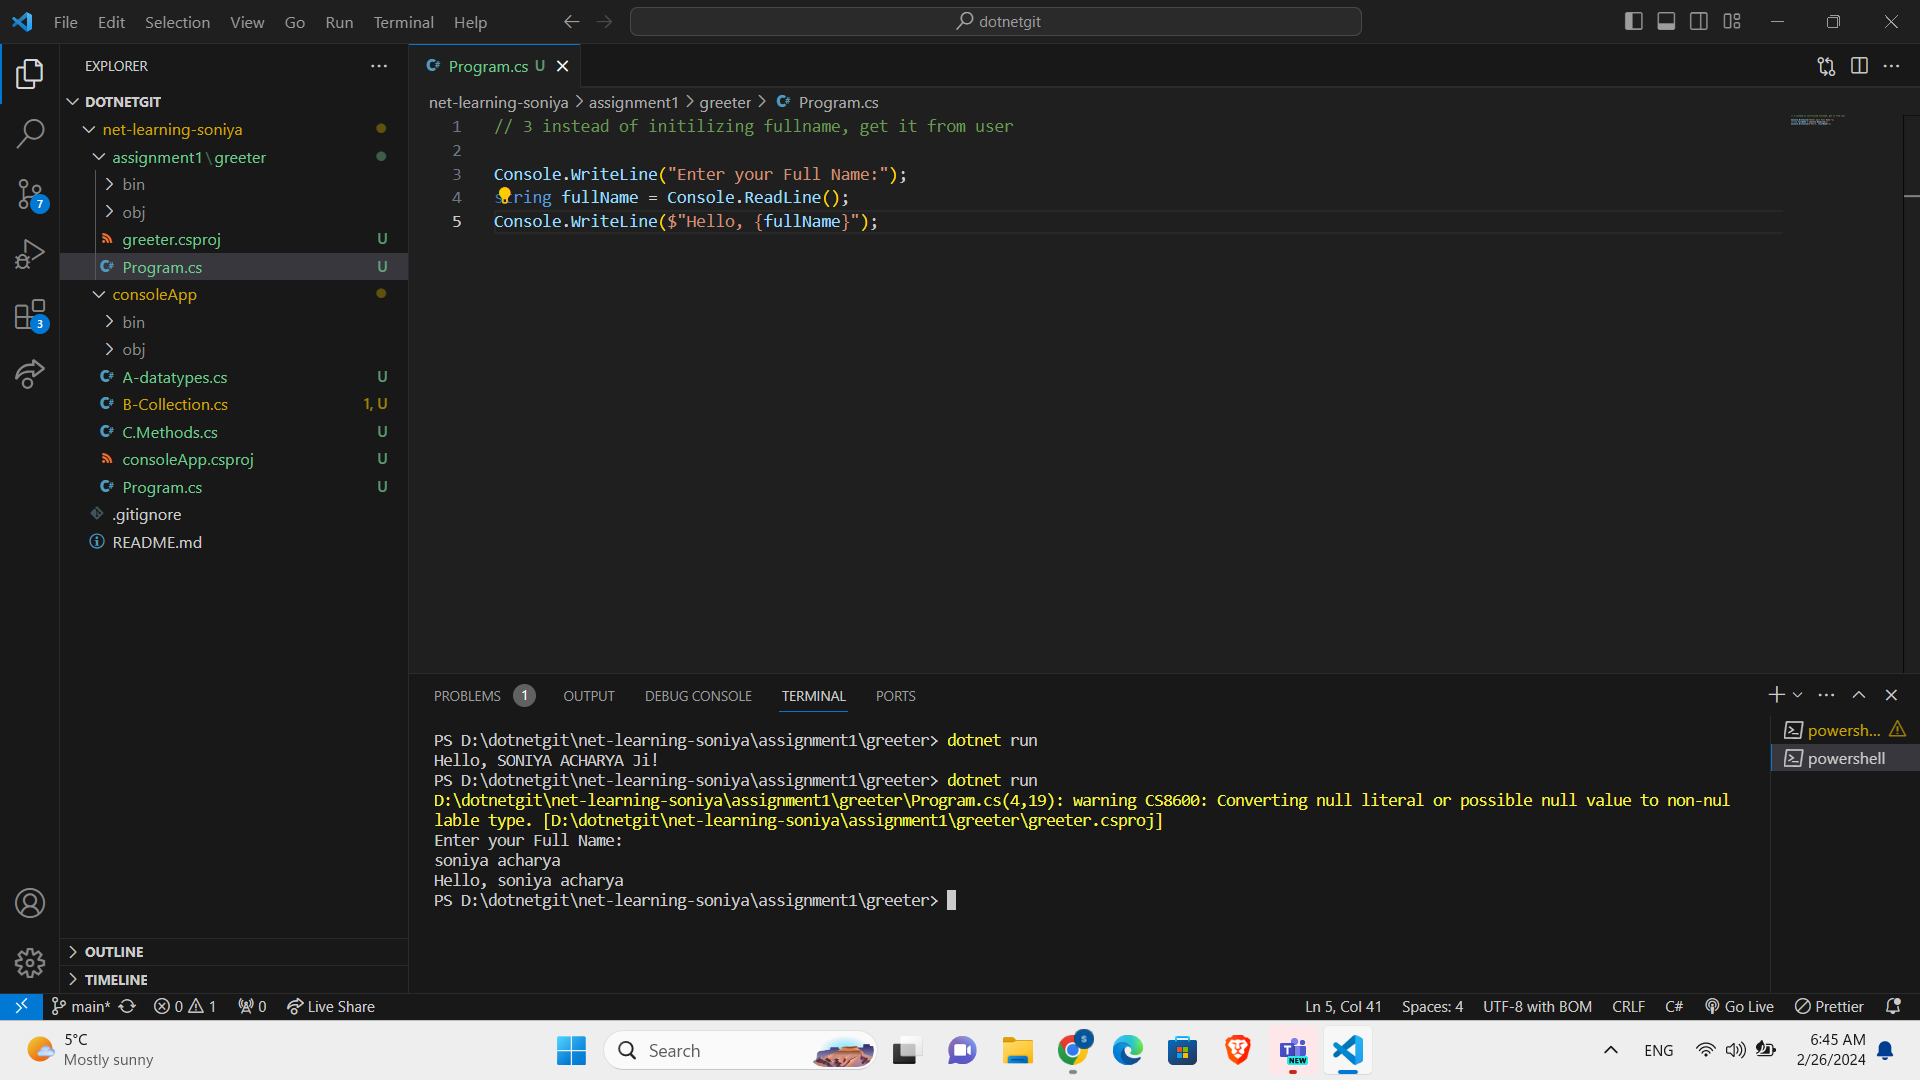 File Edit Selection View Go Run Terminal Help
dotnetgit
EXPLORER
DOTNETGIT
net-learning-soniya
assignment1\greeter
bin
obj
greeter.csproj U
Program.cs U
consoleApp
bin
obj
A-datatypes.cs U
B-Collection.cs 1, U
C.Methods.cs U
consoleApp.csproj U
Program.cs U
.gitignore
README.md
OUTLINE
TIMELINE
7
3
Program.cs U
net-learning-soniya > assignment1 > greeter > Program.cs
1 // 3 instead of initilizing fullname, get it from user
2
3 Console.WriteLine("Enter your Full Name:");
4 string fullName = Console.ReadLine();
5 Console.WriteLine($"Hello, {fullName}");
PROBLEMS 1 OUTPUT DEBUG CONSOLE TERMINAL PORTS
PS D:\dotnetgit\net-learning-soniya\assignment1\greeter> dotnet run
Hello, SONIYA ACHARYA Ji!
PS D:\dotnetgit\net-learning-soniya\assignment1\greeter> dotnet run
D:\dotnetgit\net-learning-soniya\assignment1\greeter\Program.cs(4,19): warning CS8600: Converting null literal or possible null value to non-nul
lable type. [D:\dotnetgit\net-learning-soniya\assignment1\greeter\greeter.csproj]
Enter your Full Name:
soniya acharya
Hello, soniya acharya
PS D:\dotnetgit\net-learning-soniya\assignment1\greeter>
powersh...
powershell
main* 0 1 0 Live Share
Ln 5, Col 41 Spaces: 4 UTF-8 with BOM CRLF C# Go Live Prettier
5°C
Mostly sunny
Search
S
NEW
ENG
6:45 AM
2/26/2024